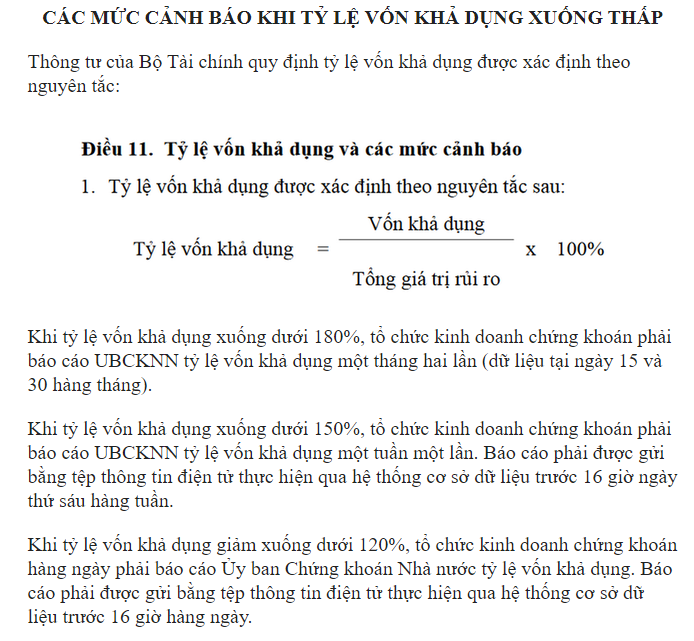 CÁC MỨC CẢNH BÁO KHI TỶ LỆ VỐN KHẢ DỤNG XUỐNG THẤP
Thông tư của Bộ Tài chính quy định tỷ lệ vốn khả dụng được xác định theo
nguyên tắc:
Điều 11. Tỷ lệ vốn khả dụng và các mức cảnh báo
1. Tỷ lệ vốn khả dụng được xác định theo nguyên tắc sau:
Vốn khả dụng
Tỷ lệ vốn khả dụng = x 100%
Tổng giá trị rủi ro
Khi tỷ lệ vốn khả dụng xuống dưới 180%, tổ chức kinh doanh chứng khoán phải
báo cáo UBCKNN tỷ lệ vốn khả dụng một tháng hai lần (dữ liệu tại ngày 15 và
30 hàng tháng).
Khi tỷ lệ vốn khả dụng xuống dưới 150%, tổ chức kinh doanh chứng khoán phải
báo cáo UBCKNN tỷ lệ vốn khả dụng một tuần một lần. Báo cáo phải được gửi
bằng tệp thông tin điện tử thực hiện qua hệ thống cơ sở dữ liệu trước 16 giờ ngày
thứ sáu hàng tuần.
Khi tỷ lệ vốn khả dụng giảm xuống dưới 120%, tổ chức kinh doanh chứng khoán
hàng ngày phải báo cáo Ủy ban Chứng khoán Nhà nước tỷ lệ vốn khả dụng. Báo
cáo phải được gửi bằng tệp thông tin điện tử thực hiện qua hệ thống cơ sở dữ
liệu trước 16 giờ hàng ngày.